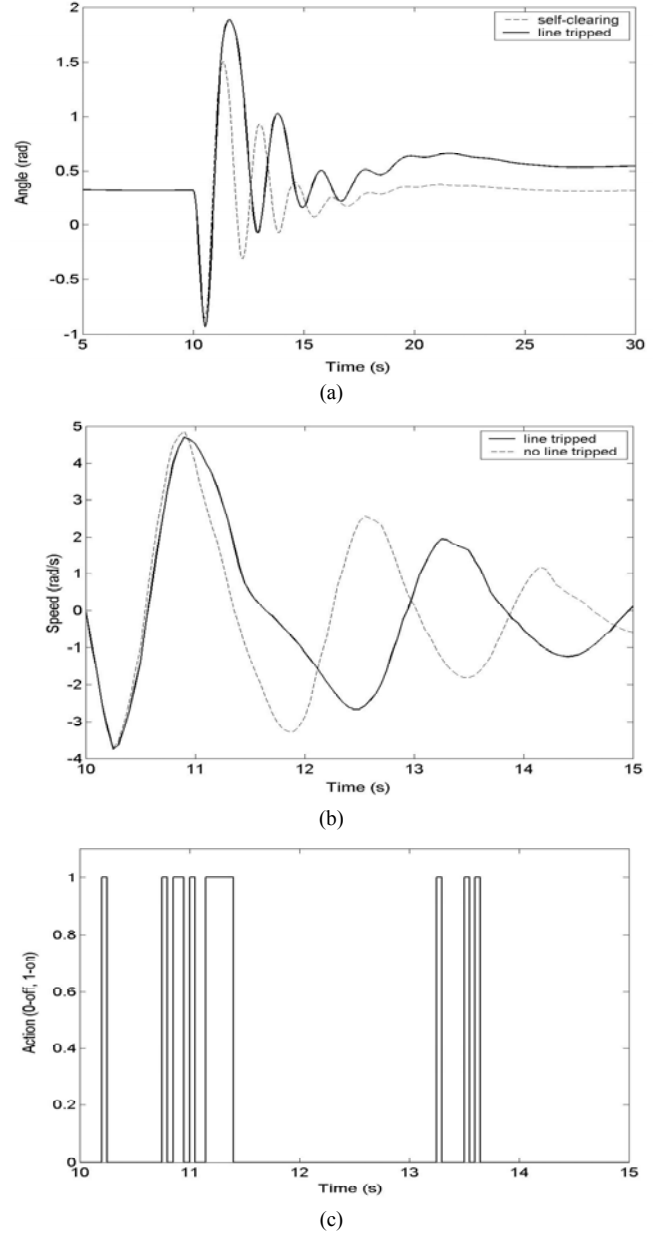 2
1.5
1
0.5
0
-0.5
-1
5 10 15 20 25 30
Angle (rad)
Time (s)
self-clearing
line tripped
(a)
5
4
3
2
1
0
-1
-2
-3
-4
10 11 12 13 14 15
Speed (rad/s)
Time (s)
line tripped
no line tripped
(b)
1
0.8
0.6
0.4
0.2
0
10 11 12 13 14 15
Action (0-off, 1-on)
Time (s)
(c)